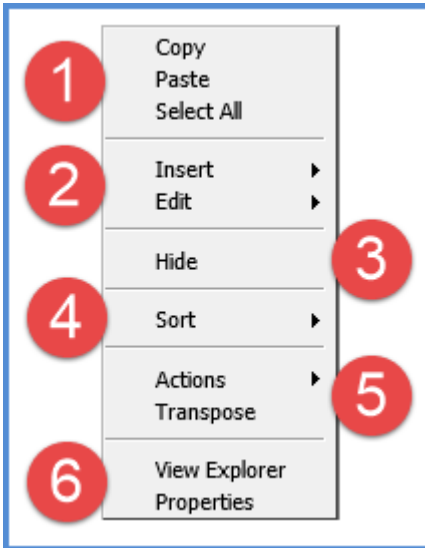 1
Copy
Paste
Select All
2
Insert
Edit
Hide
3
4
Sort
Actions
5
Transpose
6
View Explorer
Properties